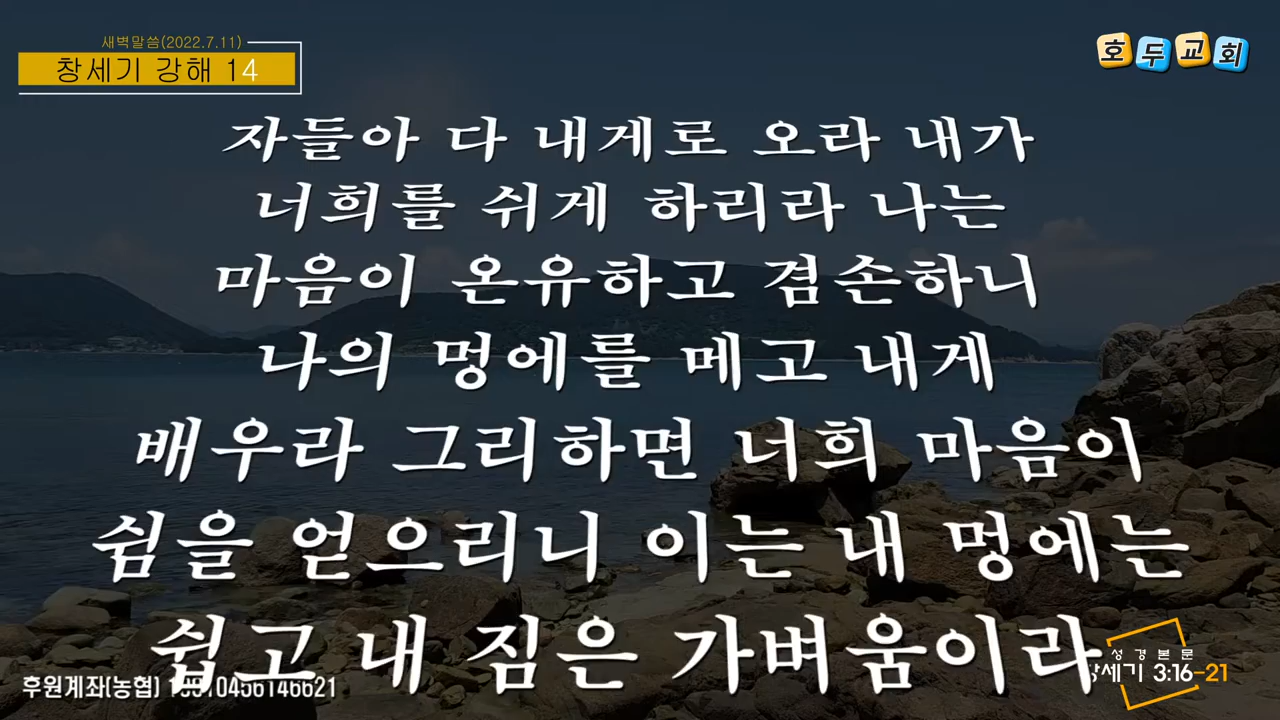 새벽말씀(2022.7.11)
창세기 강해 14
호두교회
자들아 다 내게로 오라 내가
너희를 쉬게 하리라 나는
마음이 온유하고 겸손하니
나의 멍에를 메고 내게
배우라 그리하면 너희 마음이
쉼을 얻으리니 이는 내 멍에는
쉽고 내 짐은 가벼움이라
성경본문
창세기 3:16-21
후원계좌(농협)